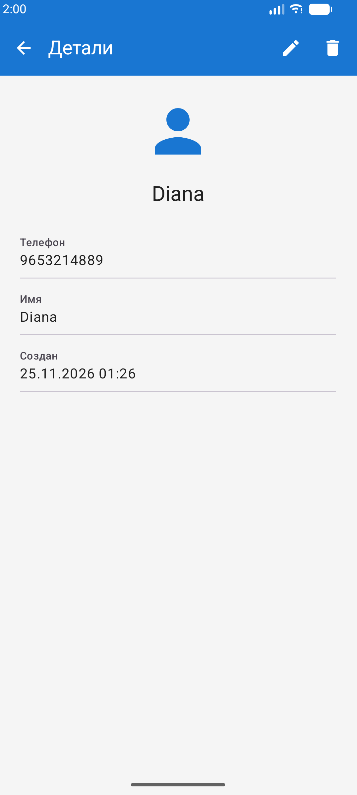 2:00
Детали
Diana
Телефон
9653214889
Имя
Diana
Создан
25.11.2026 01:26